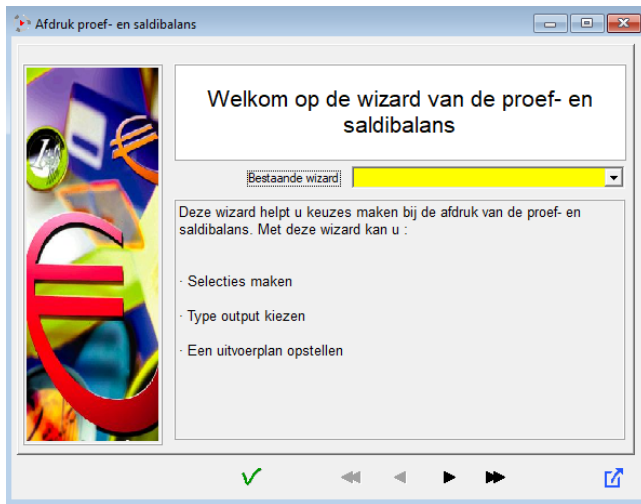 Afdruk proef- en saldibalans
Welkom op de wizard van de proef- en
saldibalans
Bestaande wizard
Deze wizard helpt u keuzes maken bij de afdruk van de proef- en
saldibalans. Met deze wizard kan u :
· Selecties maken
· Type output kiezen
· Een uitvoerplan opstellen